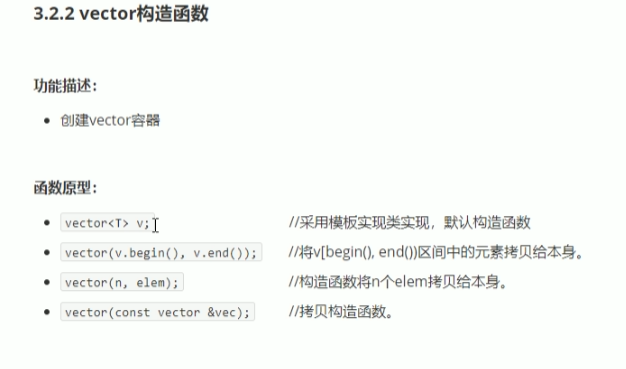 3.2.2 vector构造函数
功能描述：
• 创建vector容器
函数原型：
• vector<T> v; //采用模板实现类实现，默认构造函数
• vector(v.begin(), v.end()); //将v[begin(), end())区间中的元素拷贝给本身。
• vector(n, elem); //构造函数将n个elem拷贝给本身。
• vector(const vector &vec); //拷贝构造函数。